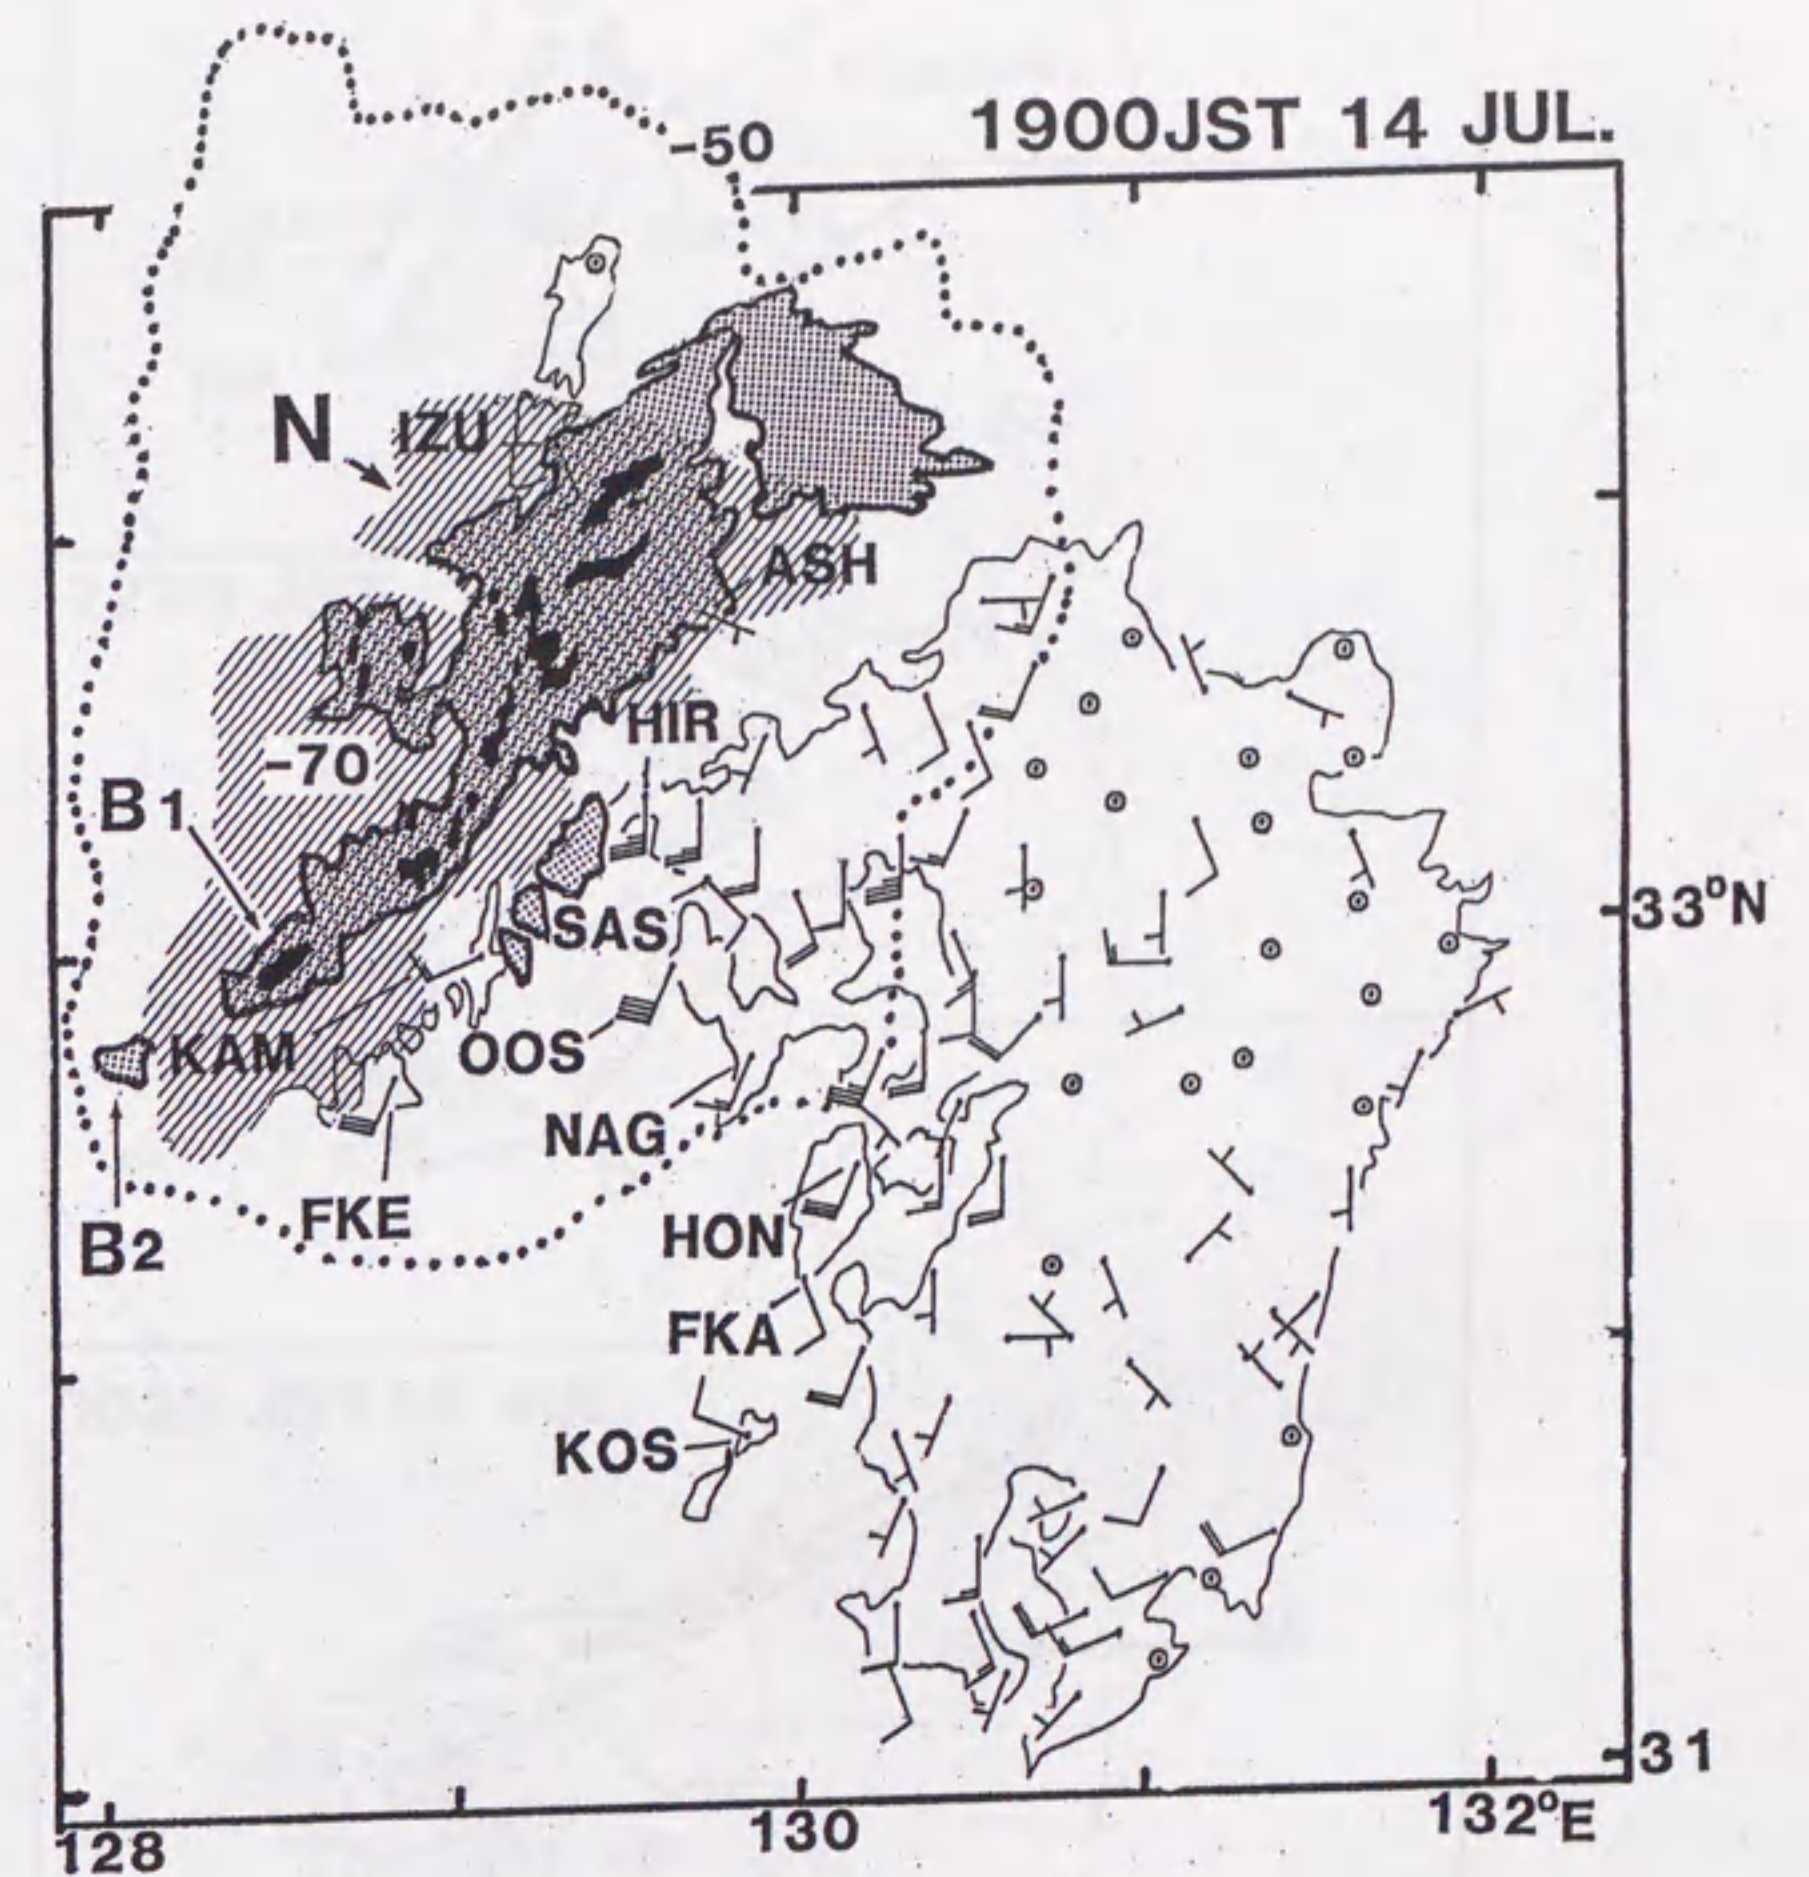 -50
1900JST 14 JUL.
N
IZU
ASH
HIR
-70
B1
SAS
33°N
KAM
OOS
NAG
FKE
B2
HON
FKA
KOS
31
128
130
132°E